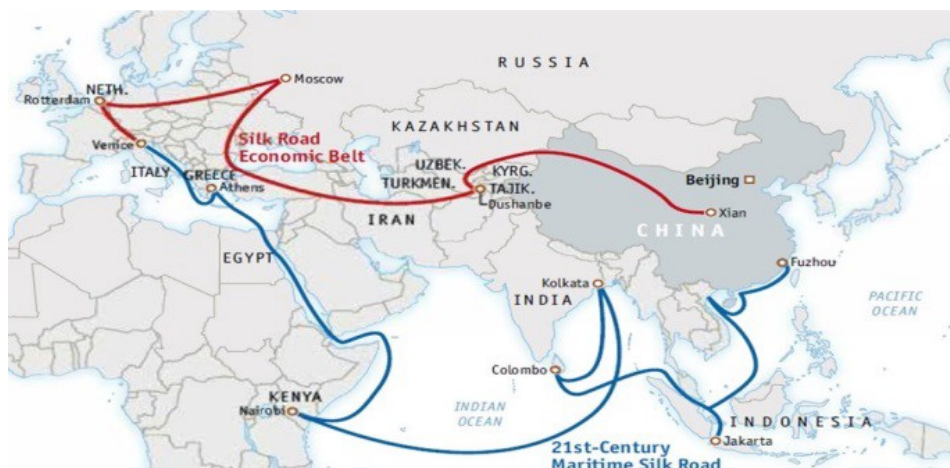 RUSSIA
Moscow
NETH.
Rotterdam
KAZAKHSTAN
Silk Road
Economic Belt
Venice
UZBEK.
KYRG.
ITALY
GREECE
TURKMEN.
TAJIK.
Beijing
Athens
Dushanbe
IRAN
Xian
CHINA
EGYPT
Fuzhou
Kolkata
INDIA
PACIFIC
OCEAN
Colombo
KENYA
Nairobi
INDIAN
OCEAN
INDONESIA
Jakarta
21st-Century
Maritime Silk Road